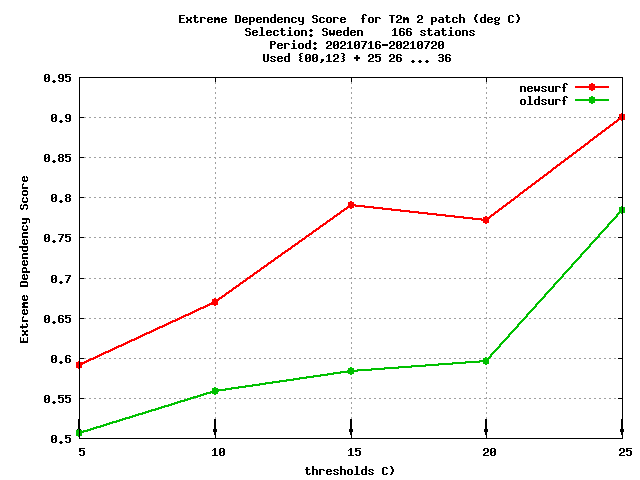 Extreme Dependency Score  for T2m 2 patch (deg C)
Selection: Sweden    166 stations
Period: 20210716-20210720
Used {00,12} + 25 26 ... 36
newsurf
oldsurf
0.95
0.9
0.85
0.8
0.75
0.7
0.65
0.6
0.55
0.5
Extreme Dependency Score
5 10 15 20 25
thresholds C)